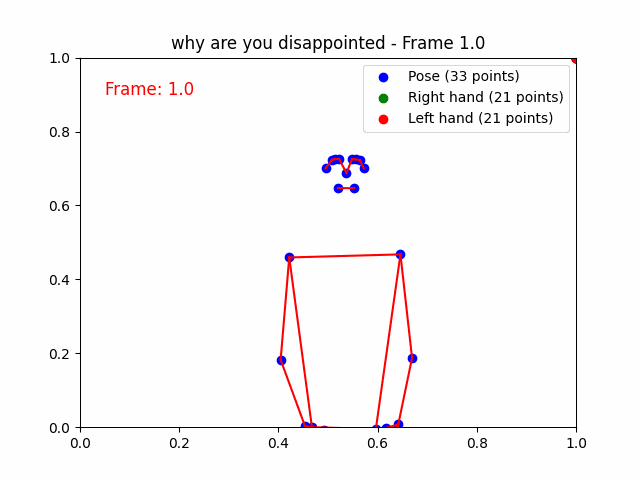 why are you disappointed - Frame 1.0
Frame: 1.0
Pose (33 points)
Right hand (21 points)
Left hand (21 points)
1.0
0.8
0.6
0.4
0.2
0.0
0.0 0.2 0.4 0.6 0.8 1.0